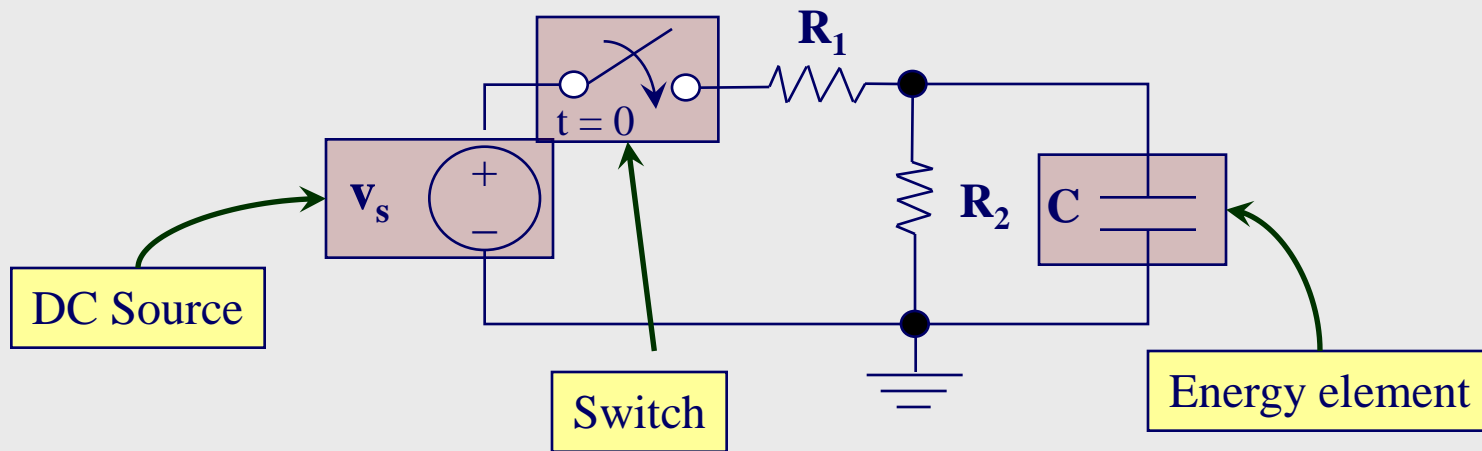 R₁
t = 0
+
vₛ
−
R₂
C
DC Source
Switch
Energy element